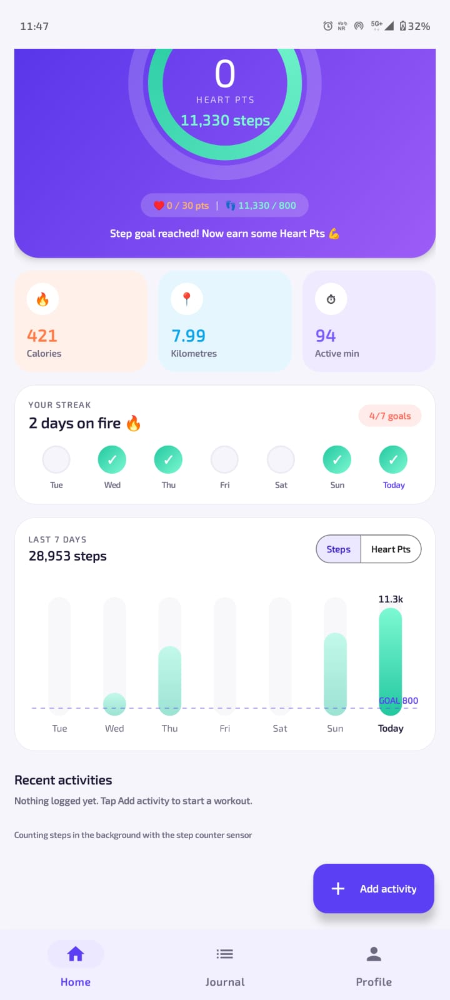 11:47
Vo NR
5G+
32%
0
HEART PTS
11,330 steps
0 / 30 pts | 11,330 / 800
Step goal reached! Now earn some Heart Pts 💪
421
Calories
7.99
Kilometres
94
Active min
YOUR STREAK
2 days on fire 🔥
4/7 goals
Tue Wed Thu Fri Sat Sun Today
LAST 7 DAYS
28,953 steps
Steps Heart Pts
11.3k
GOAL 800
Tue Wed Thu Fri Sat Sun Today
Recent activities
Nothing logged yet. Tap Add activity to start a workout.
Counting steps in the background with the step counter sensor
+ Add activity
Home Journal Profile